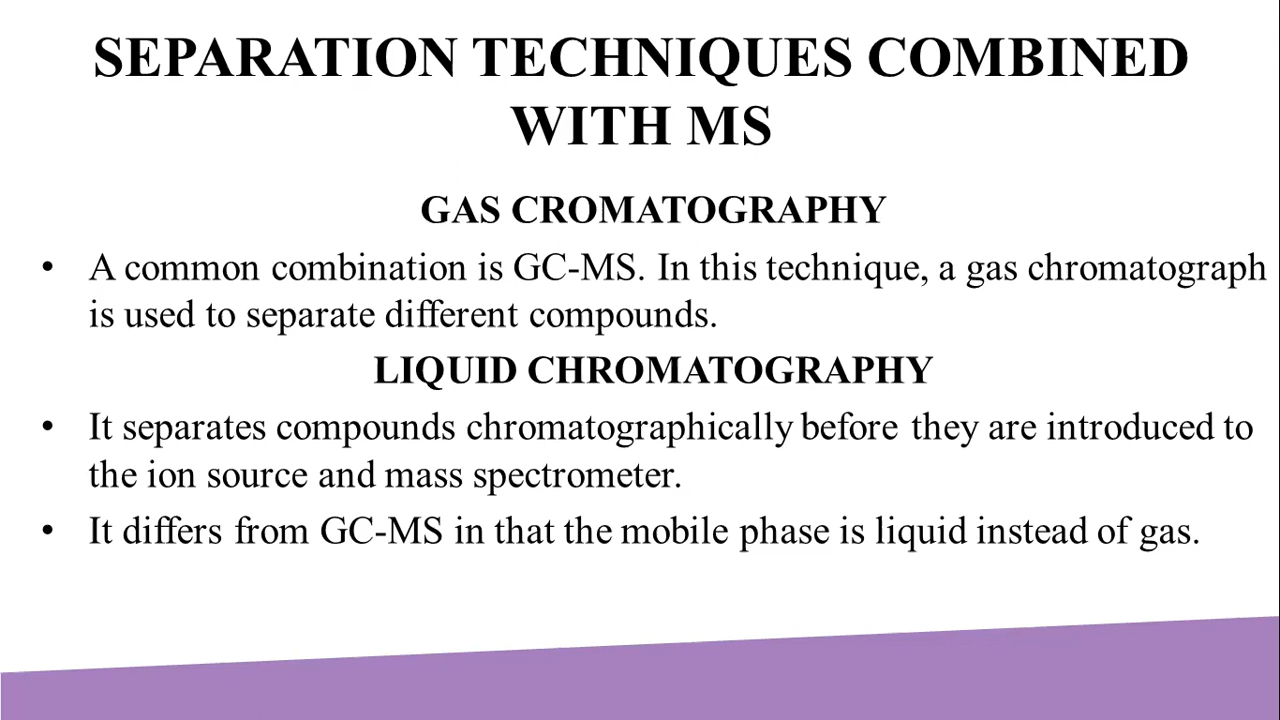 SEPARATION TECHNIQUES COMBINED
WITH MS
GAS CROMATOGRAPHY
• A common combination is GC-MS. In this technique, a gas chromatograph
is used to separate different compounds.
LIQUID CHROMATOGRAPHY
• It separates compounds chromatographically before they are introduced to
the ion source and mass spectrometer.
• It differs from GC-MS in that the mobile phase is liquid instead of gas.